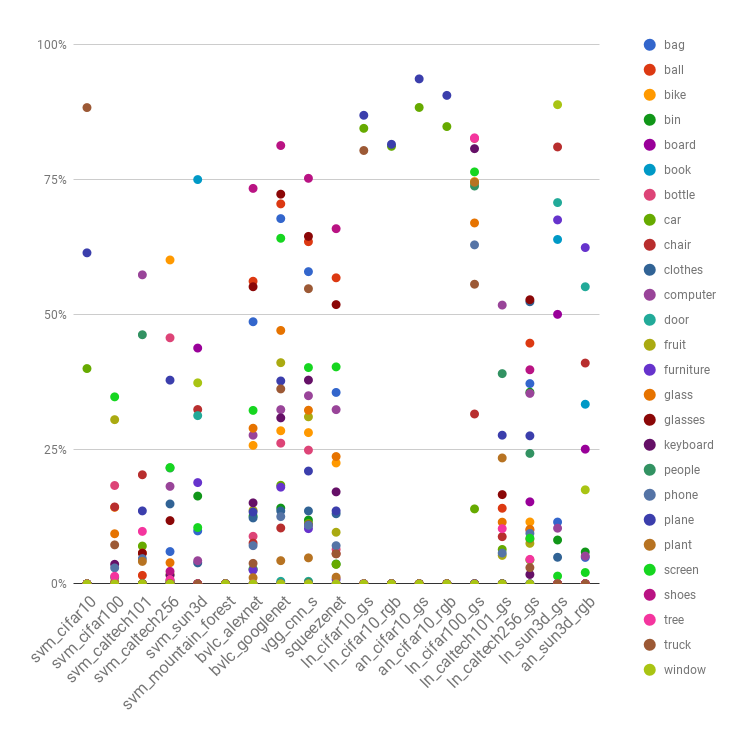 100%
75%
50%
25%
0%
svm_cifar10
svm_cifar100
svm_caltech101
svm_caltech256
svm_sun3d
svm_mountain_forest
bvlc_alexnet
bvlc_googlenet
vgg_cnn_s
squeezenet
ln_cifar10_gs
ln_cifar10_rgb
an_cifar10_gs
an_cifar10_rgb
ln_cifar100_gs
ln_caltech101_gs
ln_caltech256_gs
ln_sun3d_gs
an_sun3d_rgb
bag
ball
bike
bin
board
book
bottle
car
chair
clothes
computer
door
fruit
furniture
glass
glasses
keyboard
people
phone
plane
plant
screen
shoes
tree
truck
window